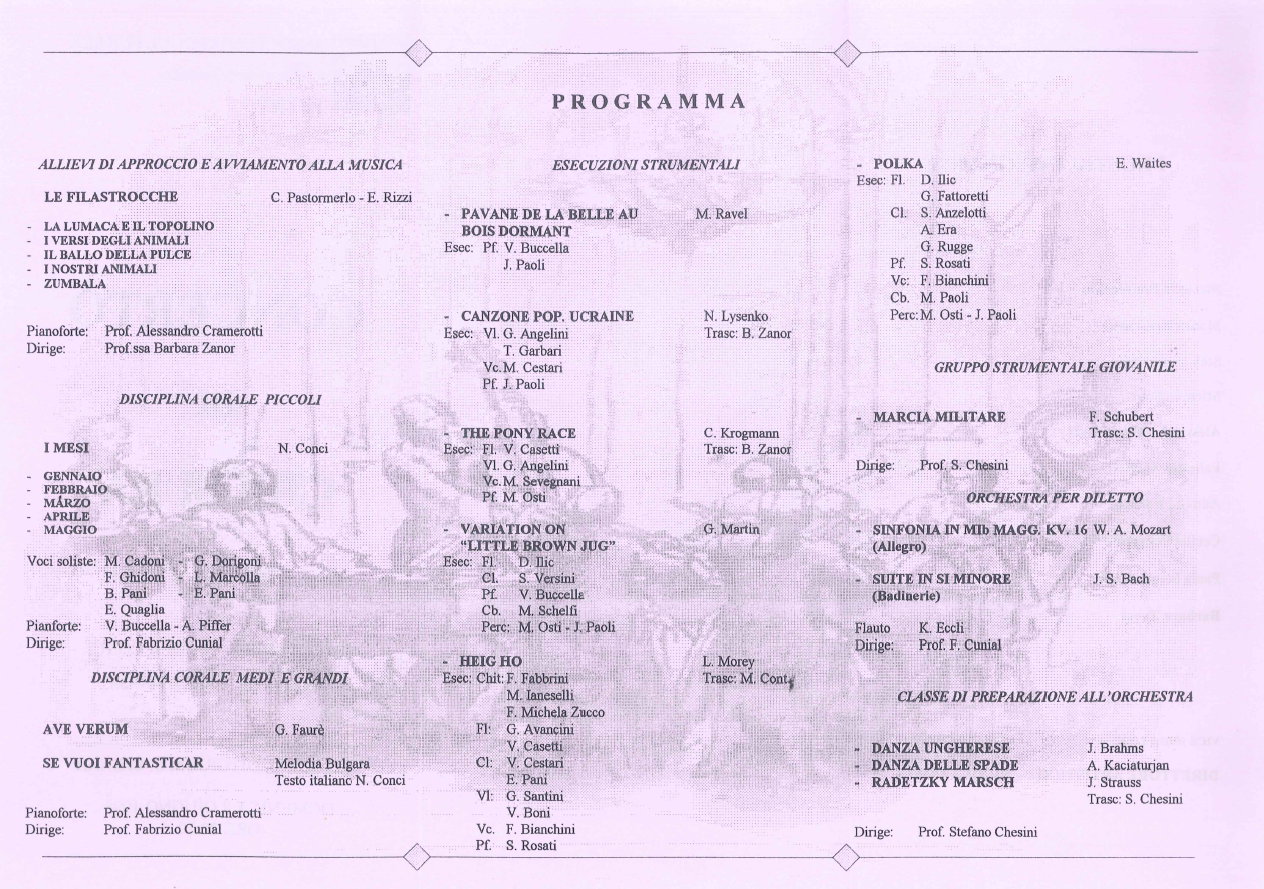 PROGRAMMA
ALLIEVI DI APPROCCIO E AVVIAMENTO ALLA MUSICA
LE FILASTROCCHE C. Pastormerlo - E. Rizzi
- LA LUMACA E IL TOPOLINO
- I VERSI DEGLI ANIMALI
- IL BALLO DELLA PULCE
- I NOSTRI ANIMALI
- ZUMBALA
Pianoforte: Prof. Alessandro Cramerotti
Dirige: Prof.ssa Barbara Zanor
DISCIPLINA CORALE PICCOLI
I MESI N. Conci
- GENNAIO
- FEBBRAIO
- MARZO
- APRILE
- MAGGIO
Voci soliste: M. Cadoni - G. Dorigoni
F. Ghidoni - L. Marcolla
B. Pani - E. Pani
E. Quaglia
Pianforte: V. Buccella - A. Piffer
Dirige: Prof. Fabrizio Cunial
DISCIPLINA CORALE MEDI E GRANDI
AVE VERUM G. Faurè
SE VUOI FANTASTICAR Melodia Bulgara
Testo italiano N. Conci
Pianoforte: Prof. Alessandro Cramerotti
Dirige: Prof. Fabrizio Cunial
ESECUZIONI STRUMENTALI
- PAVANE DE LA BELLE AU M. Ravel
BOIS DORMANT
Esec: Pf. V. Buccella
J. Paoli
- CANZONE POP. UCRAINE N. Lysenko
Esec: Vl. G. Angelini Trasc: B. Zanor
T. Garbari
Vc. M. Cestari
Pf. J. Paoli
- THE PONY RACE C. Krogmann
Esec: Fl. V. Casetti Trasc: B. Zanor
Vl. G. Angelini
Vc. M. Sevegnani
Pf. M. Osti
- VARIATION ON G. Martin
"LITTLE BROWN JUG"
Esec: Fl. D. Ilic
Cl. S. Versini
Pf. V. Buccella
Cb. M. Schelfi
Perc: M. Osti - J. Paoli
- HEIG HO L. Morey
Esec: Chit: F. Fabbrini Trasc: M. Cont
M. Ianeselli
F. Michela Zucco
Fl: G. Avancini
V. Casetti
Cl: V. Cestari
E. Pani
Vl: G. Santini
V. Boni
Vc. F. Bianchini
Pf. S. Rosati
- POLKA E. Waites
Esec: Fl. D. Ilic
G. Fattoretti
Cl. S. Anzelotti
A. Era
G. Rugge
Pf. S. Rosati
Vc: F. Bianchini
Cb. M. Paoli
Perc: M. Osti - J. Paoli
GRUPPO STRUMENTALE GIOVANILE
- MARCIA MILITARE F. Schubert
Trasc: S. Chesini
Dirige: Prof. S. Chesini
ORCHESTRA PER DILETTO
- SINFONIA IN MIb MAGG. KV. 16 W. A. Mozart
(Allegro)
- SUITE IN SI MINORE J. S. Bach
(Badinerie)
Flauto K. Eccli
Dirige: Prof. F. Cunial
CLASSE DI PREPARAZIONE ALL'ORCHESTRA
- DANZA UNGHERESE J. Brahms
- DANZA DELLE SPADE A. Kaciaturjan
- RADETZKY MARSCH J. Strauss
Trasc: S. Chesini
Dirige: Prof. Stefano Chesini